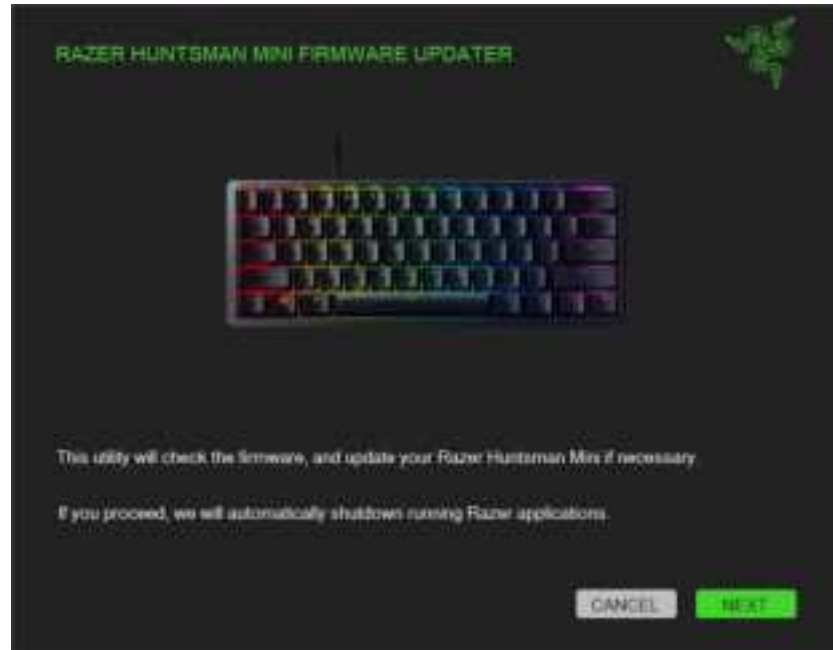 RAZER HUNTSMAN MINI FIRMWARE UPDATER
This utility will check the firmware, and update your Razer Huntsman Mini if necessary.
If you proceed, we will automatically shutdown running Razer applications.
CANCEL
NEXT